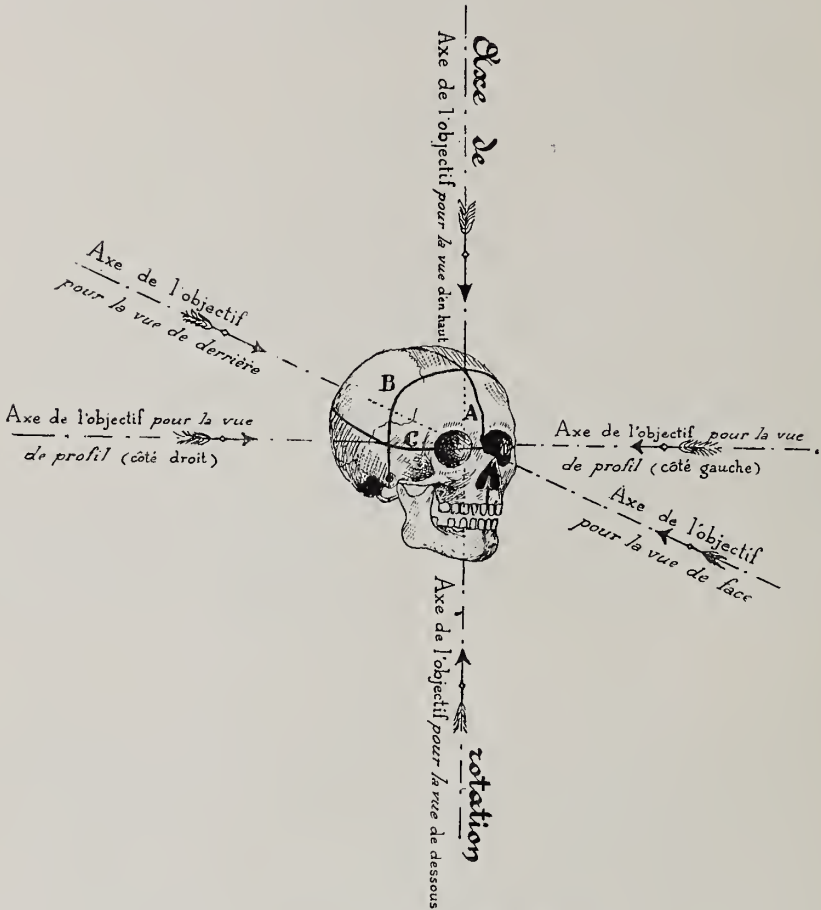 Axe de
Axe de l'objectif pour la vue d'en haut
Axe de l'objectif
pour la vue de derrière
B
A
C
Axe de l'objectif pour la vue
de profil (côté droit)
Axe de l'objectif pour la vue
de profil (côté gauche)
Axe de l'objectif
pour la vue de face
Axe de l'objectif pour la vue de dessous
rotation